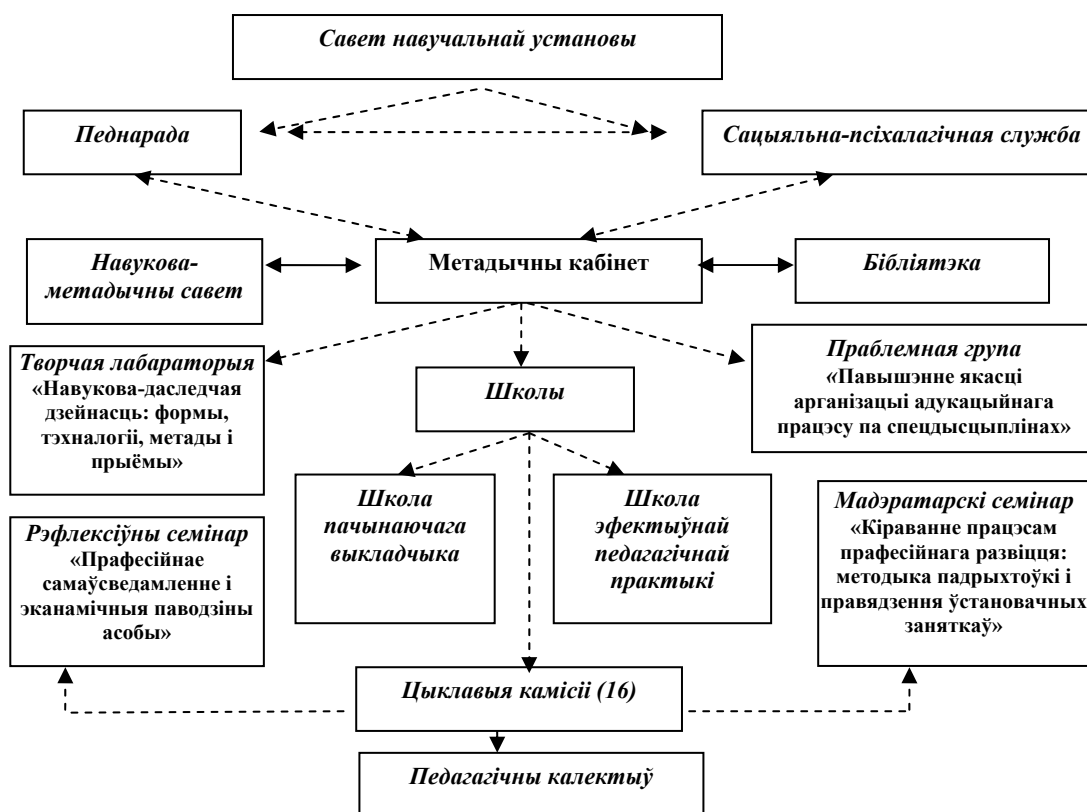 Савет навучальнай установы
Педнарада
Сацыяльна-псіхалагічная служба
Навукова-
метадычны савет
Метадычны кабінет
Бібліятэка
Творчая лабараторыя
«Навукова-даследчая
дзейнасць: формы,
тэхналогіі, метады і
прыёмы»
Школы
Праблемная група
«Павышэнне якасці
арганізацыі адукацыйнага
працэсу па спецдысцыплінах»
Рэфлексіўны семінар
«Прафесійнае
самаўсведамленне і
эканамічныя паводзіны
асобы»
Школа
пачынаючага
выкладчыка
Школа
эфектыўнай
педагагічнай
практыкі
Мадэратарскі семінар
«Кіраванне працэсам
прафесійнага развіцця:
методыка падрыхтоўкі і
правядзення ўстановачных
заняткаў»
Цыклавыя камісіі (16)
Педагагічны калектыў